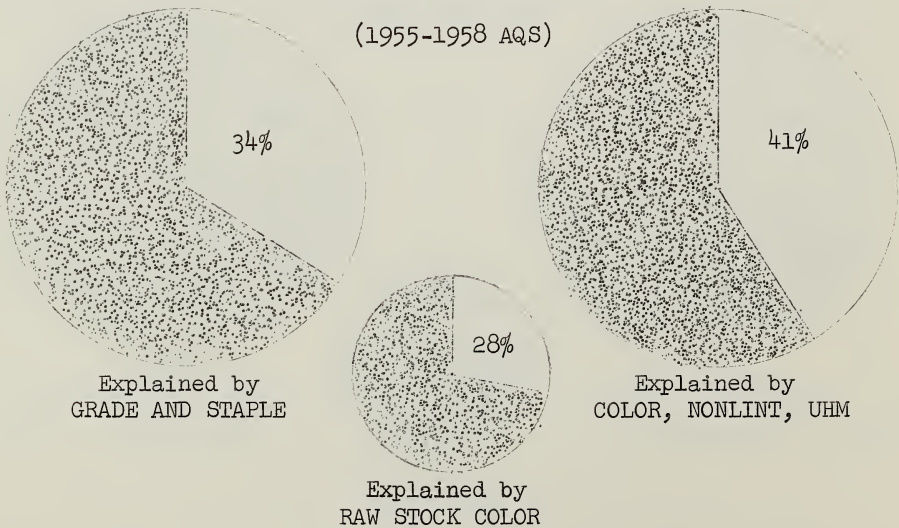 (1955-1958 AQS)
34%
41%
28%
Explained by
GRADE AND STAPLE
Explained by
COLOR, NONLINT, UHM
Explained by
RAW STOCK COLOR